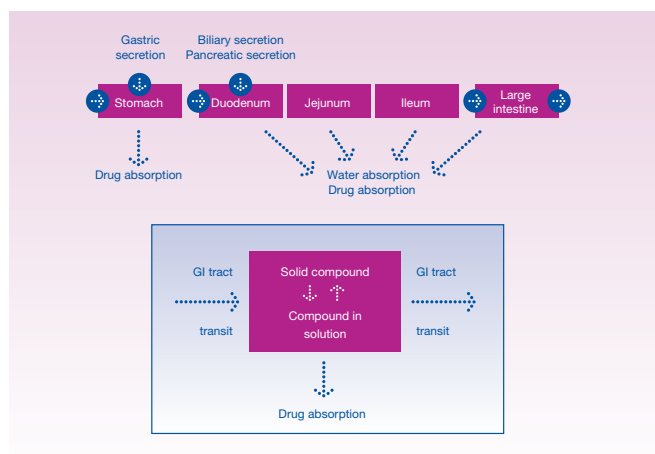 Gastric
secretion
Biliary secretion
Pancreatic secretion
Stomach
Duodenum
Jejunum
Ileum
Large
intestine
Drug absorption
Water absorption
Drug absorption
GI tract
transit
Solid compound
Compound in
solution
GI tract
transit
Drug absorption